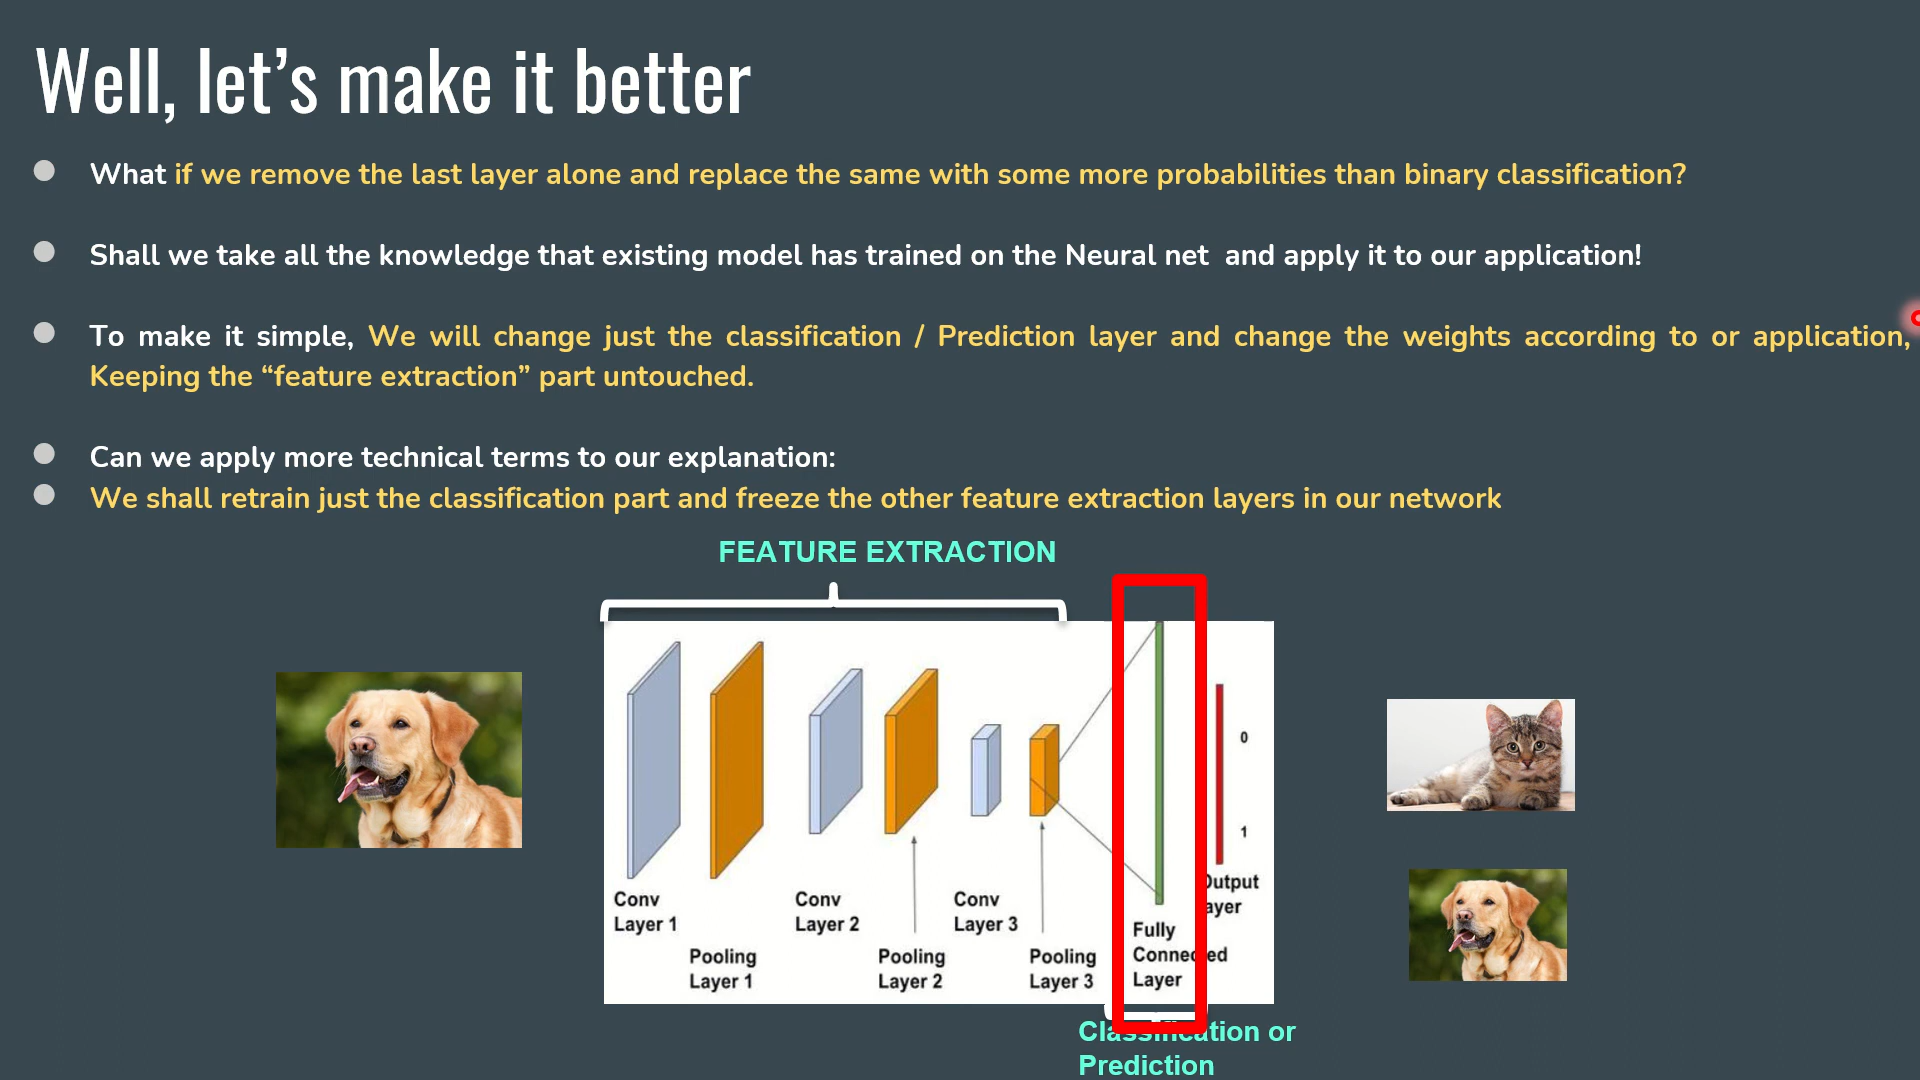 Well, let’s make it better
What if we remove the last layer alone and replace the same with some more probabilities than binary classification?
Shall we take all the knowledge that existing model has trained on the Neural net and apply it to our application!
To make it simple, We will change just the classification / Prediction layer and change the weights according to or application,
Keeping the “feature extraction” part untouched.
Can we apply more technical terms to our explanation:
We shall retrain just the classification part and freeze the other feature extraction layers in our network
FEATURE EXTRACTION
0
1
Conv
Layer 1
Pooling
Layer 1
Conv
Layer 2
Pooling
Layer 2
Conv
Layer 3
Pooling
Layer 3
Fully
Connected
Layer
Output
Layer
Classification or
Prediction